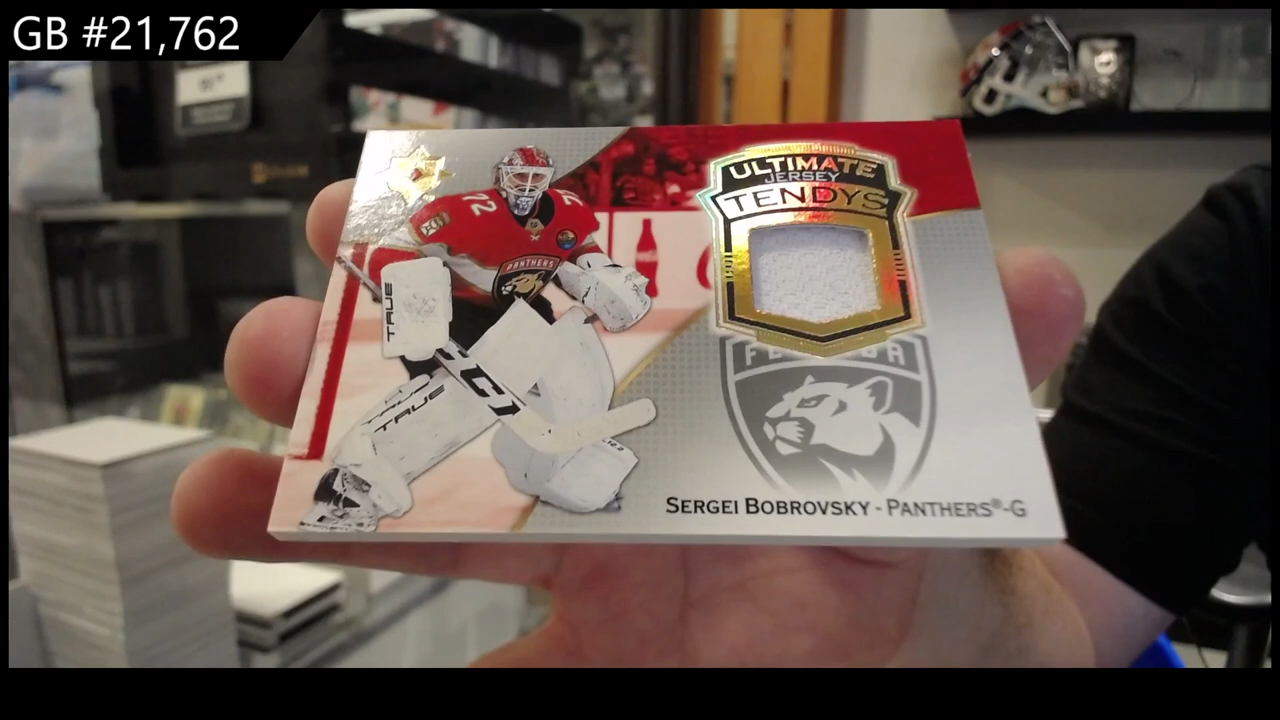 GB #21,762
ULTIMATE
JERSEY
TENDYS
72
PANTHERS
TRUE
TRUE
SERGEI BOBROVSKY - PANTHERS®-G